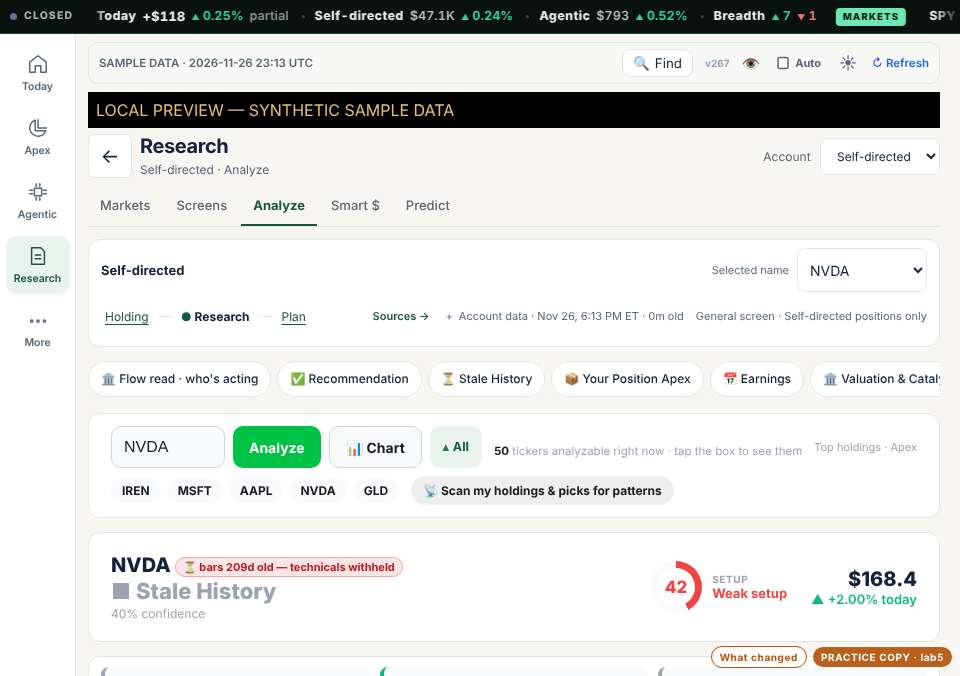 CLOSED Today +$118 ▲ 0.25% partial · Self-directed $47.1K ▲ 0.24% · Agentic $793 ▲ 0.52% · Breadth ▲ 7 ▼ 1 MARKETS SPY
SAMPLE DATA · 2026-11-26 23:13 UTC Find v267 Auto Refresh
LOCAL PREVIEW — SYNTHETIC SAMPLE DATA
Today
Apex
Agentic
Research
More
Research
Self-directed · Analyze
Account Self-directed
Markets Screens Analyze Smart $ Predict
Self-directed Selected name NVDA
Holding Research Plan Sources → + Account data · Nov 26, 6:13 PM ET · 0m old General screen · Self-directed positions only
🏛️ Flow read · who's acting ✅ Recommendation ⏳ Stale History 📦 Your Position Apex 📅 Earnings 🏛️ Valuation & Cataly
NVDA Analyze 📊 Chart ▲ All 50 tickers analyzable right now · tap the box to see them Top holdings · Apex
IREN MSFT AAPL NVDA GLD 📡 Scan my holdings & picks for patterns
NVDA ⏳ bars 209d old — technicals withheld
■ Stale History
40% confidence
42 SETUP
Weak setup
$168.4
▲ +2.00% today
What changed PRACTICE COPY · lab5